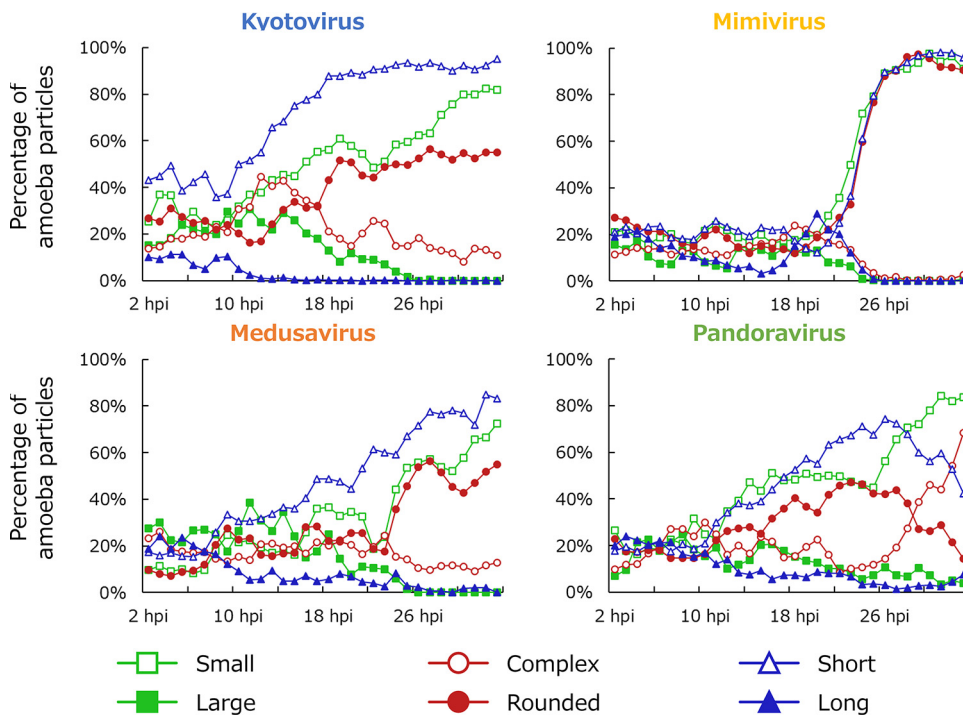 Kyotovirus
Mimivirus
Percentage of
amoeba particles
100%
80%
60%
40%
20%
0%
2 hpi 10 hpi 18 hpi 26 hpi
100%
80%
60%
40%
20%
0%
2 hpi 10 hpi 18 hpi 26 hpi
Medusavirus
Pandoravirus
Percentage of
amoeba particles
100%
80%
60%
40%
20%
0%
2 hpi 10 hpi 18 hpi 26 hpi
100%
80%
60%
40%
20%
0%
2 hpi 10 hpi 18 hpi 26 hpi
Small Complex Short
Large Rounded Long